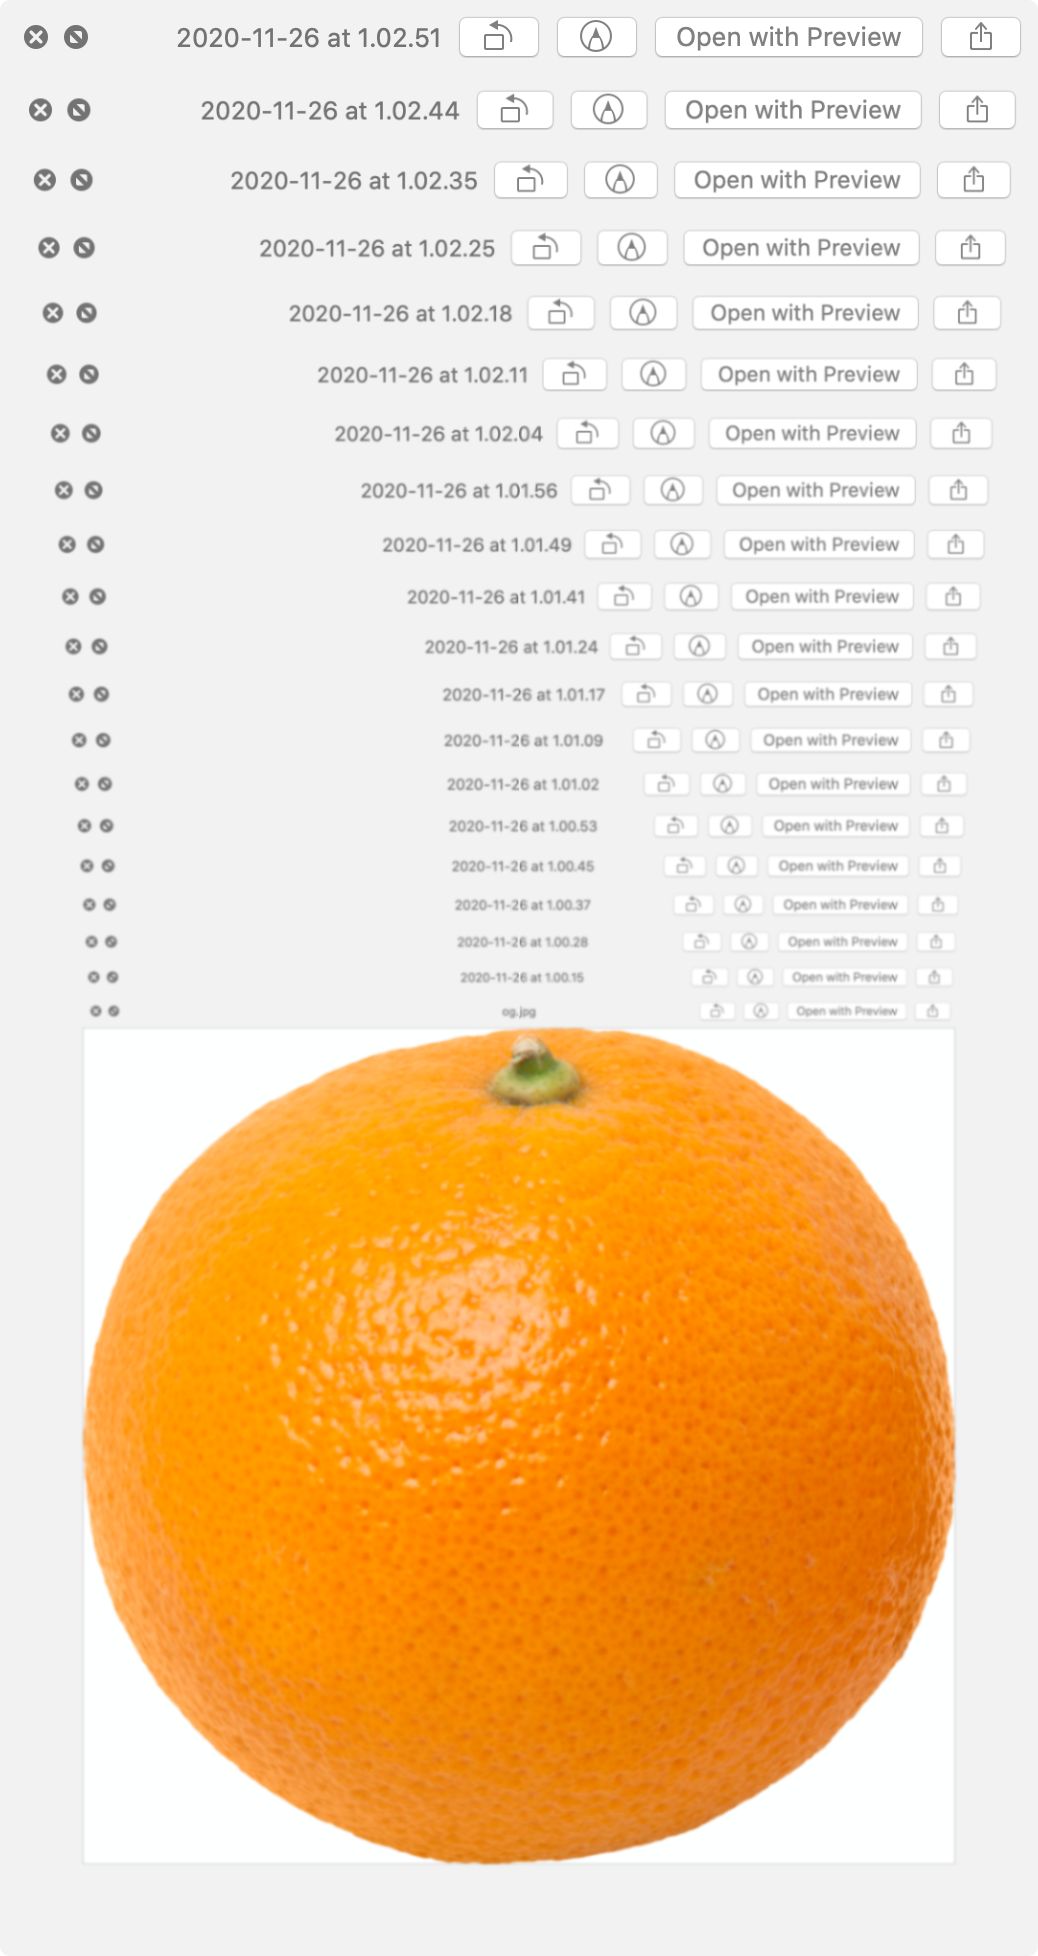 2020-11-26 at 1.02.51 Open with Preview
2020-11-26 at 1.02.44 Open with Preview
2020-11-26 at 1.02.35 Open with Preview
2020-11-26 at 1.02.25 Open with Preview
2020-11-26 at 1.02.18 Open with Preview
2020-11-26 at 1.02.11 Open with Preview
2020-11-26 at 1.02.04 Open with Preview
2020-11-26 at 1.01.56 Open with Preview
2020-11-26 at 1.01.49 Open with Preview
2020-11-26 at 1.01.41 Open with Preview
2020-11-26 at 1.01.24 Open with Preview
2020-11-26 at 1.01.17 Open with Preview
2020-11-26 at 1.01.09 Open with Preview
2020-11-26 at 1.01.02 Open with Preview
2020-11-26 at 1.00.53 Open with Preview
2020-11-26 at 1.00.45 Open with Preview
2020-11-26 at 1.00.37 Open with Preview
2020-11-26 at 1.00.28 Open with Preview
2020-11-26 at 1.00.15 Open with Preview
og.jpg Open with Preview